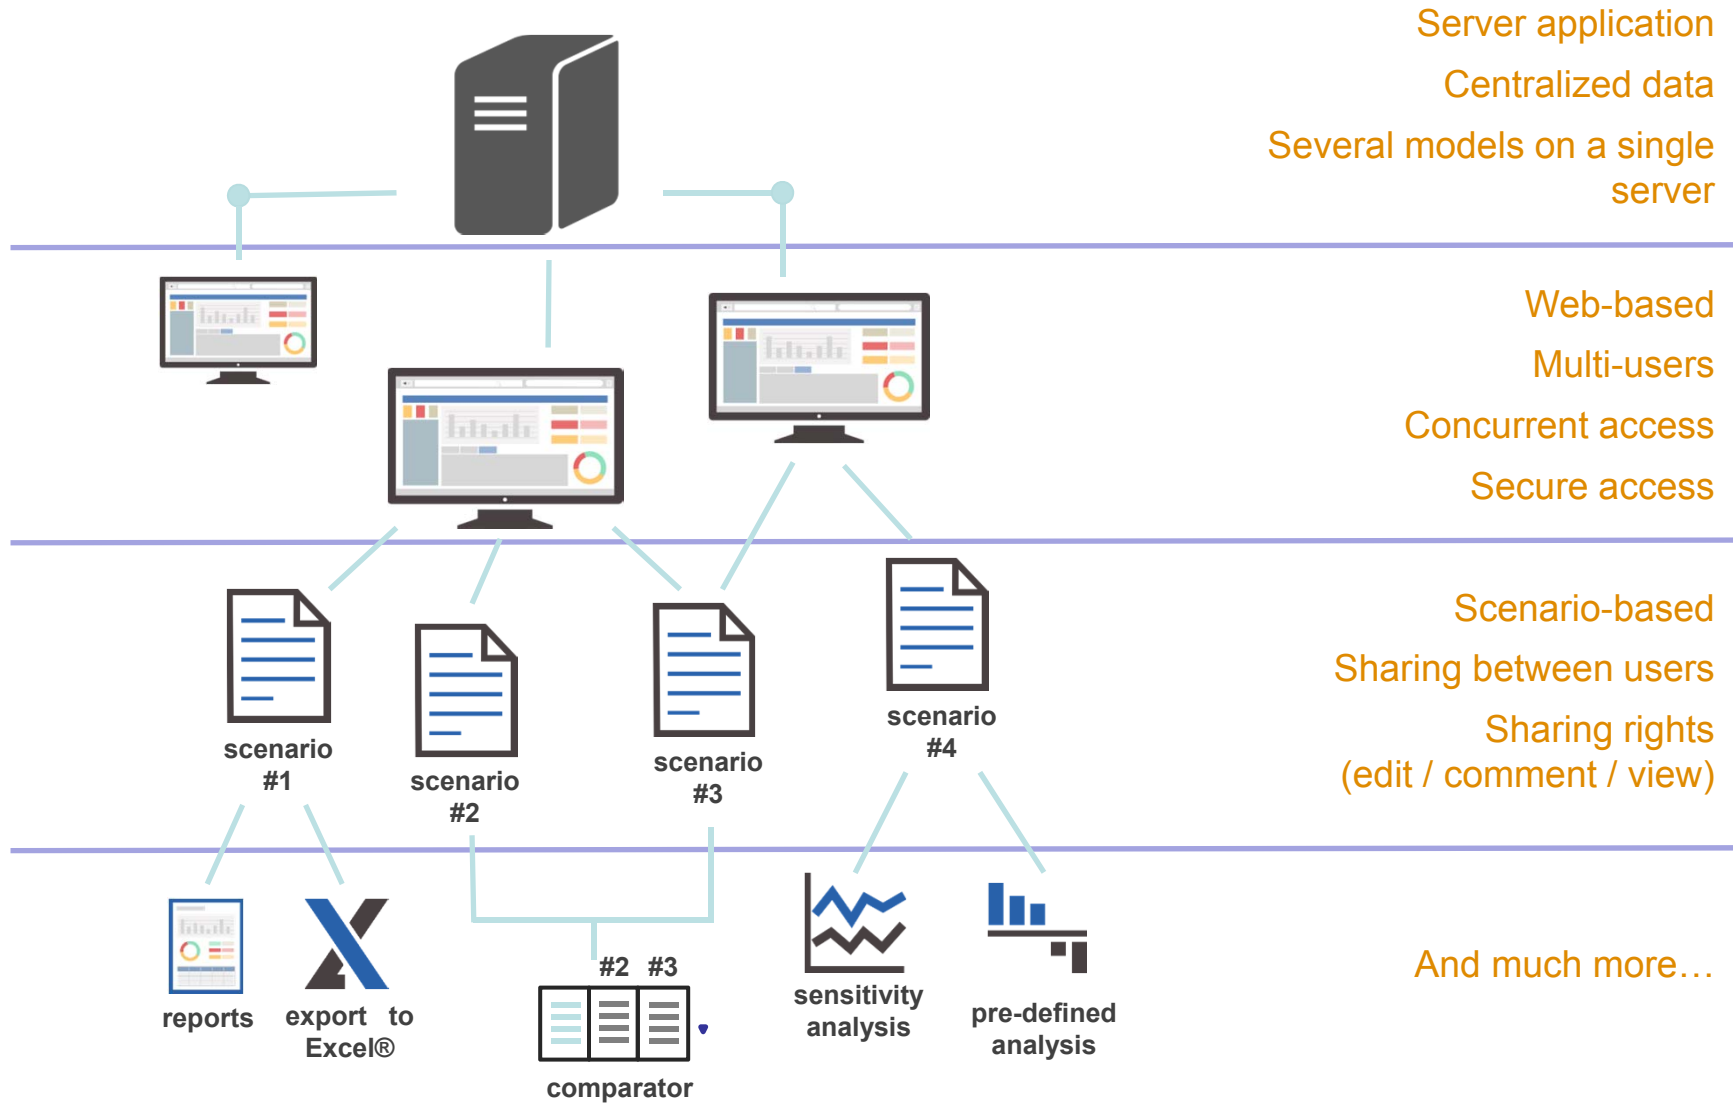 Server application
Centralized data
Several models on a single
server
Web-based
Multi-users
Concurrent access
Secure access
Scenario-based
Sharing between users
Sharing rights
(edit / comment / view)
scenario
#1
scenario
#2
scenario
#3
scenario
#4
And much more…
reports
export to
Excel®
#2 #3
comparator
sensitivity
analysis
pre-defined
analysis